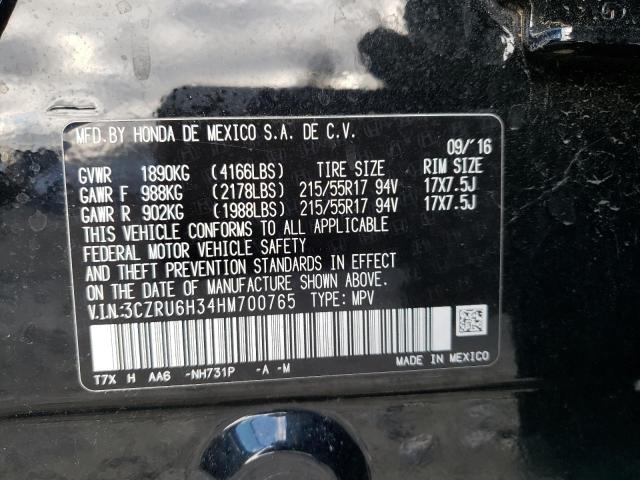 MFD.BY HONDA DE MEXICO S.A. DE C.V.
09/'16
GVWR 1890KG (4166LBS) TIRE SIZE RIM SIZE
GAWR F 988KG (2178LBS) 215/55R17 94V 17X7.5J
GAWR R 902KG (1988LBS) 215/55R17 94V 17X7.5J
THIS VEHICLE CONFORMS TO ALL APPLICABLE
FEDERAL MOTOR VEHICLE SAFETY
AND THEFT PREVENTION STANDARDS IN EFFECT
ON THE DATE OF MANUFACTURE SHOWN ABOVE.
V.I.N:3CZRU6H34HM700765 TYPE: MPV
MADE IN MEXICO
T7X H AA6 -NH731P -A -M